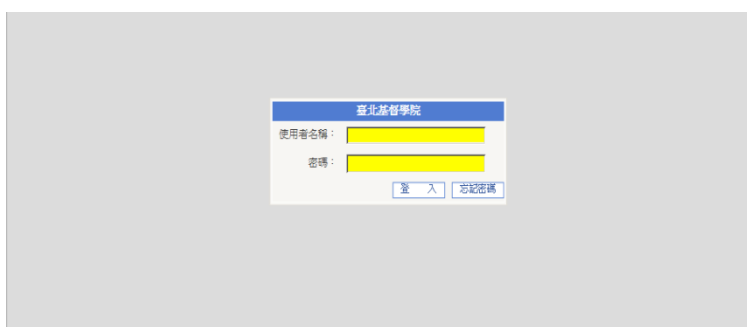 臺北基督學院
使用者名稱：
密碼：
登　入 忘記密碼